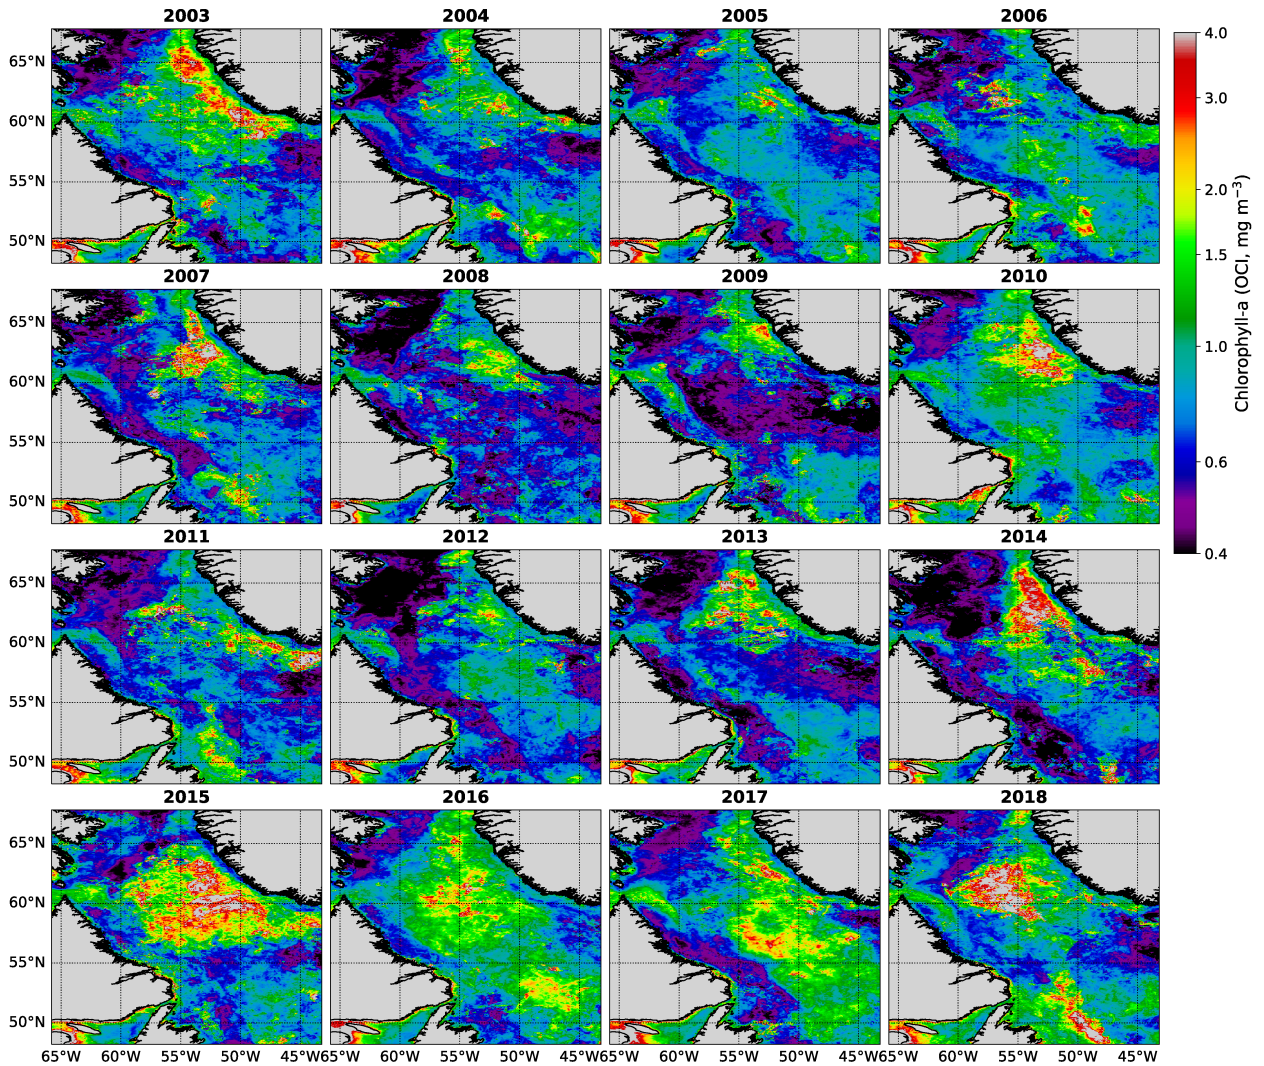 2003 2004 2005 2006
65°N
60°N
55°N
50°N
2007 2008 2009 2010
65°N
60°N
55°N
50°N
2011 2012 2013 2014
65°N
60°N
55°N
50°N
2015 2016 2017 2018
65°N
60°N
55°N
50°N
65°W 60°W 55°W 50°W 45°W 65°W 60°W 55°W 50°W 45°W 65°W 60°W 55°W 50°W 45°W 65°W 60°W 55°W 50°W 45°W
4.0
3.0
2.0
1.5
1.0
0.6
0.4
Chlorophyll-a (OCI, mg m⁻³)